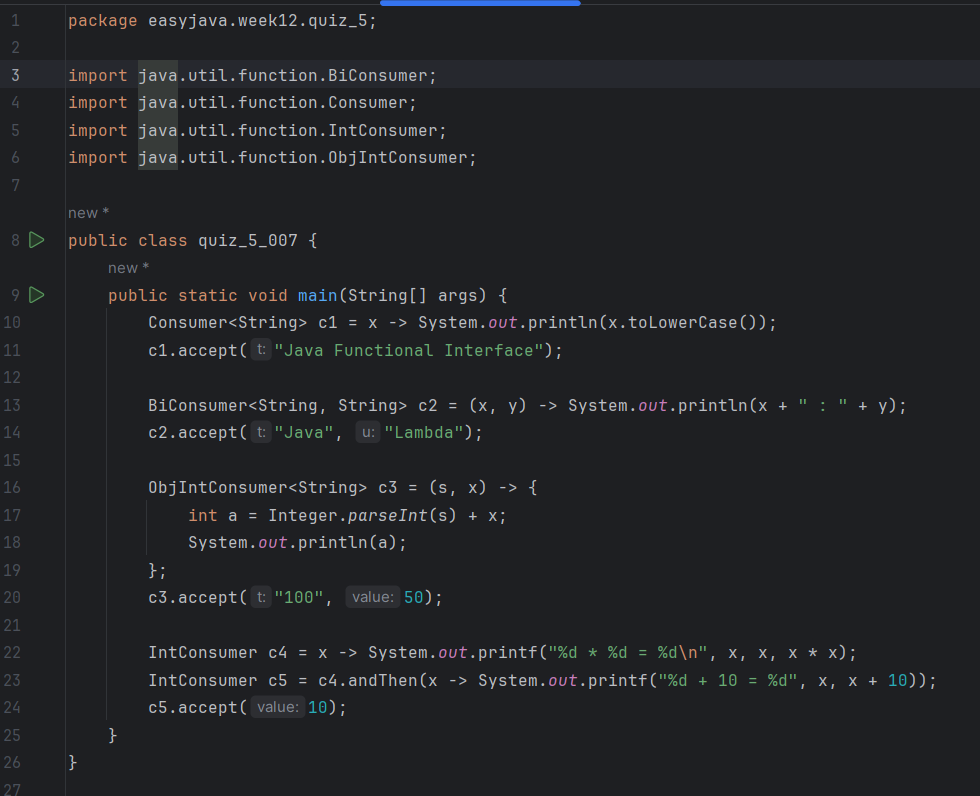 1 package easyjava.week12.quiz_5;
2
3 import java.util.function.BiConsumer;
4 import java.util.function.Consumer;
5 import java.util.function.IntConsumer;
6 import java.util.function.ObjIntConsumer;
7
new *
8 public class quiz_5_007 {
new *
9 public static void main(String[] args) {
10 Consumer<String> c1 = x -> System.out.println(x.toLowerCase());
11 c1.accept( t: "Java Functional Interface");
12
13 BiConsumer<String, String> c2 = (x, y) -> System.out.println(x + " : " + y);
14 c2.accept( t: "Java", u: "Lambda");
15
16 ObjIntConsumer<String> c3 = (s, x) -> {
17 int a = Integer.parseInt(s) + x;
18 System.out.println(a);
19 };
20 c3.accept( t: "100", value: 50);
21
22 IntConsumer c4 = x -> System.out.printf("%d * %d = %d\n", x, x, x * x);
23 IntConsumer c5 = c4.andThen(x -> System.out.printf("%d + 10 = %d", x, x + 10));
24 c5.accept( value: 10);
25 }
26 }
27